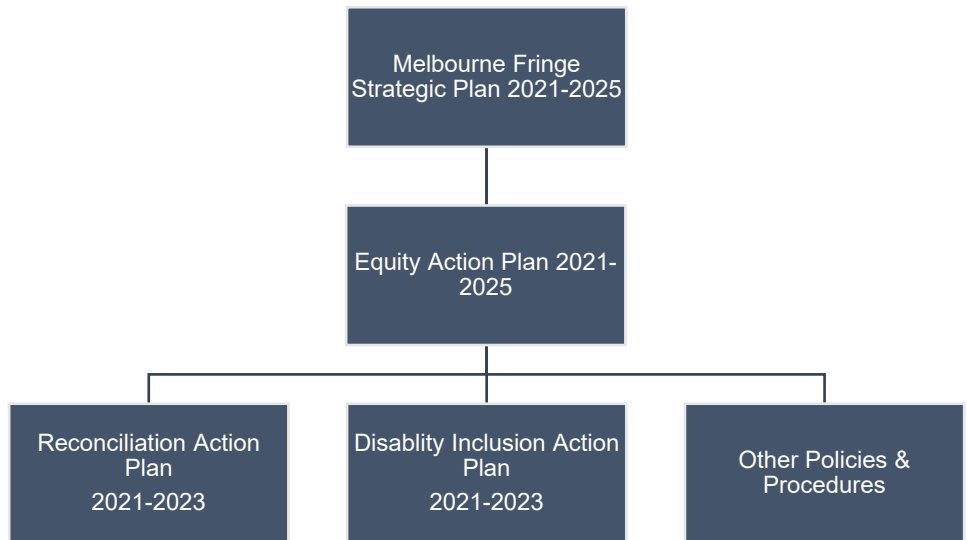 Melbourne Fringe
Strategic Plan 2021-2025
Equity Action Plan 2021-
2025
Reconciliation Action
Plan
2021-2023
Disablity Inclusion Action
Plan
2021-2023
Other Policies &
Procedures